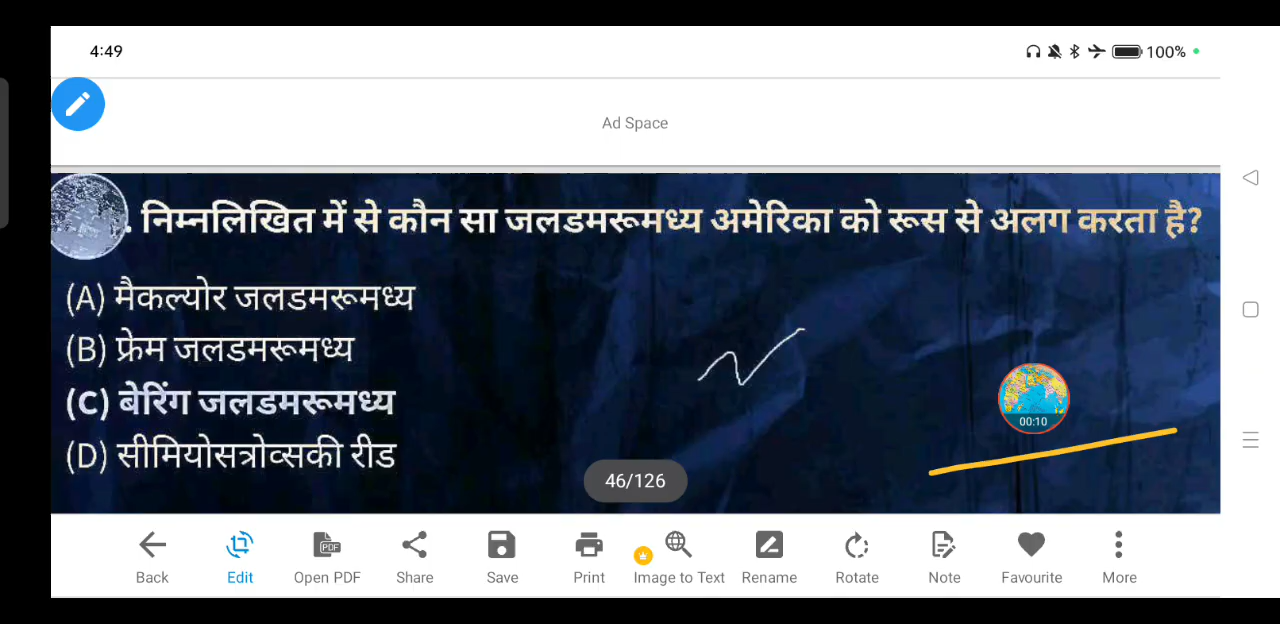 4:49
100%
Ad Space
. निम्नलिखित में से कौन सा जलडमरूमध्य अमेरिका को रूस से अलग करता है?
(A) मैकल्योर जलडमरूमध्य
(B) फ्रेम जलडमरूमध्य
(C) बेरिंग जलडमरूमध्य
(D) सीमियोसत्रोव्सकी रीड
00:10
46/126
Back Edit Open PDF Share Save Print Image to Text Rename Rotate Note Favourite More